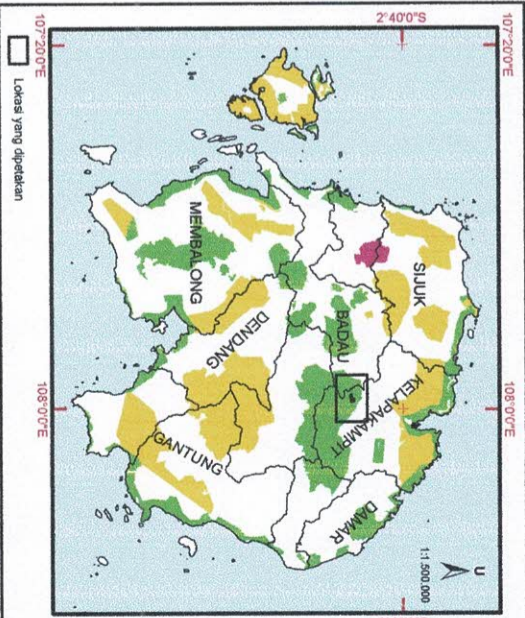 107°20'0"E
108°0'0"E
2°40'0"S
U
1:1.500.000
SIJUK
KELAPAKAMPIT
BADAU
DAMAR
MEMBALONG
DENDANG
GANTUNG
107°20'0"E
108°0'0"E
Lokasi yang dipetakan